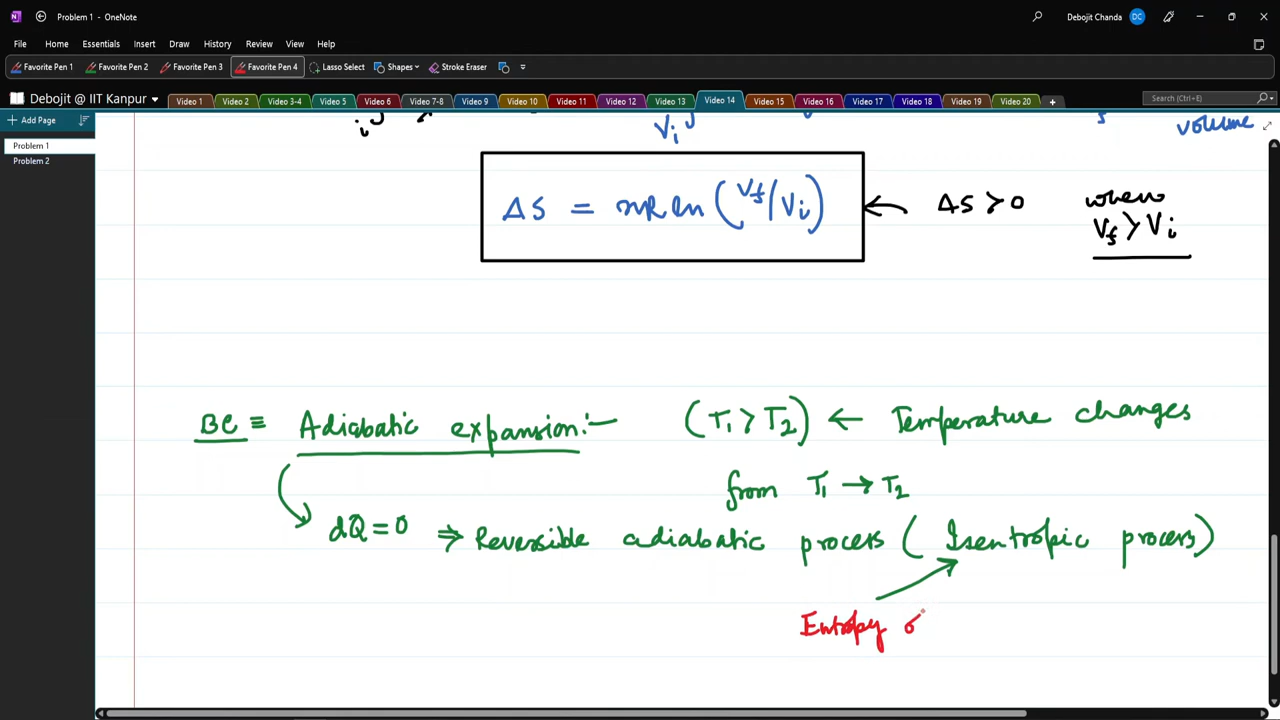 Problem 1 - OneNote
Debojit Chanda DC
File Home Essentials Insert Draw History Review View Help
Favorite Pen 1 Favorite Pen 2 Favorite Pen 3 Favorite Pen 4 Lasso Select Shapes Stroke Eraser
Debojit @ IIT Kanpur Video 1 Video 2 Video 3-4 Video 5 Video 6 Video 7-8 Video 9 Video 10 Video 11 Video 12 Video 13 Video 14 Video 15 Video 16 Video 17 Video 18 Video 19 Video 20 + Search (Ctrl+E)
+ Add Page
Problem 1
Problem 2
i Vi volume
ΔS = nR ln (Vf/Vi) ← ΔS > 0 when
Vf > Vi
BC ≡ Adiabatic expansion:- (T1 > T2) ← Temperature changes
from T1 → T2
dQ = 0 ⇒ Reversible adiabatic process (Isentropic process)
Entropy